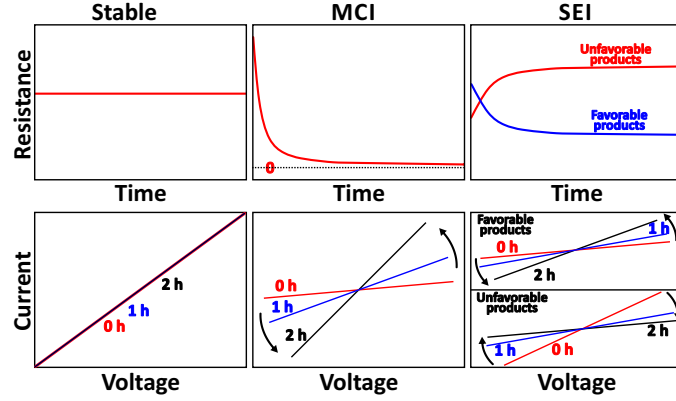 Stable
MCI
SEI
Resistance
Unfavorable
products
Favorable
products
0
Time
Time
Time
Current
2 h
1 h
0 h
0 h
1 h
2 h
Favorable
products
0 h
1 h
2 h
Unfavorable
products
1 h
0 h
2 h
Voltage
Voltage
Voltage